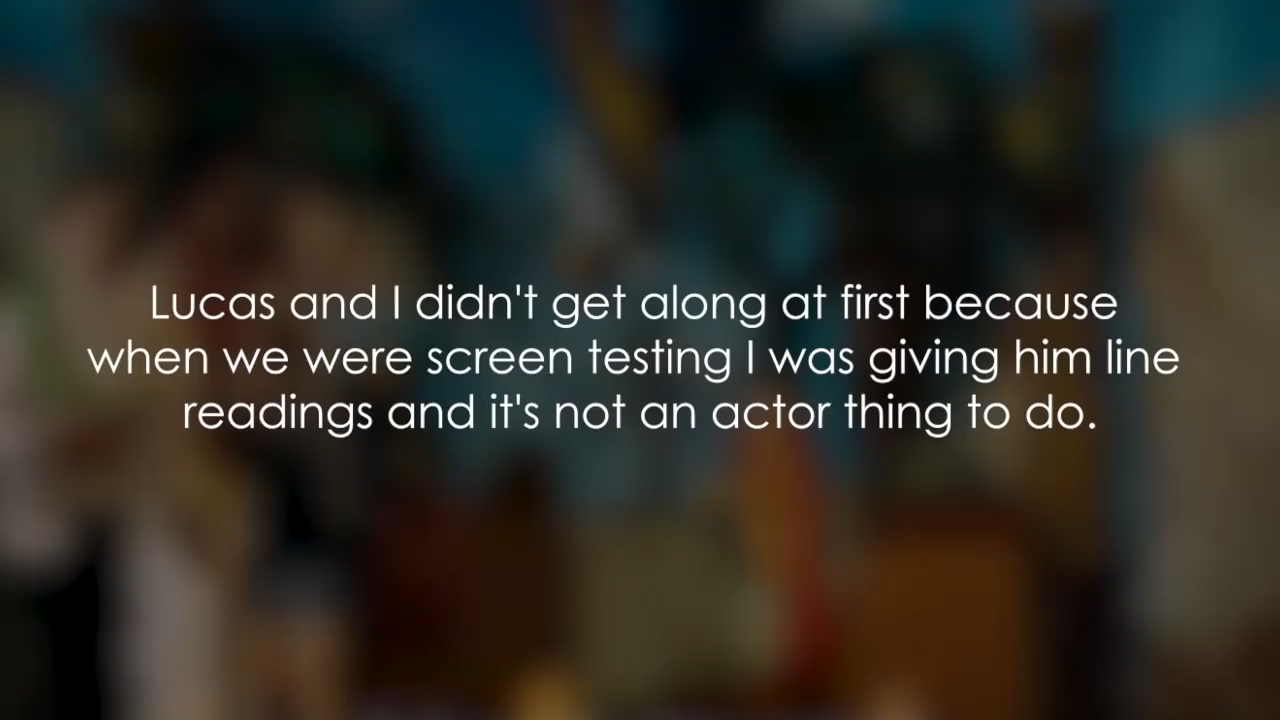 Lucas and I didn't get along at first because
when we were screen testing I was giving him line
readings and it's not an actor thing to do.